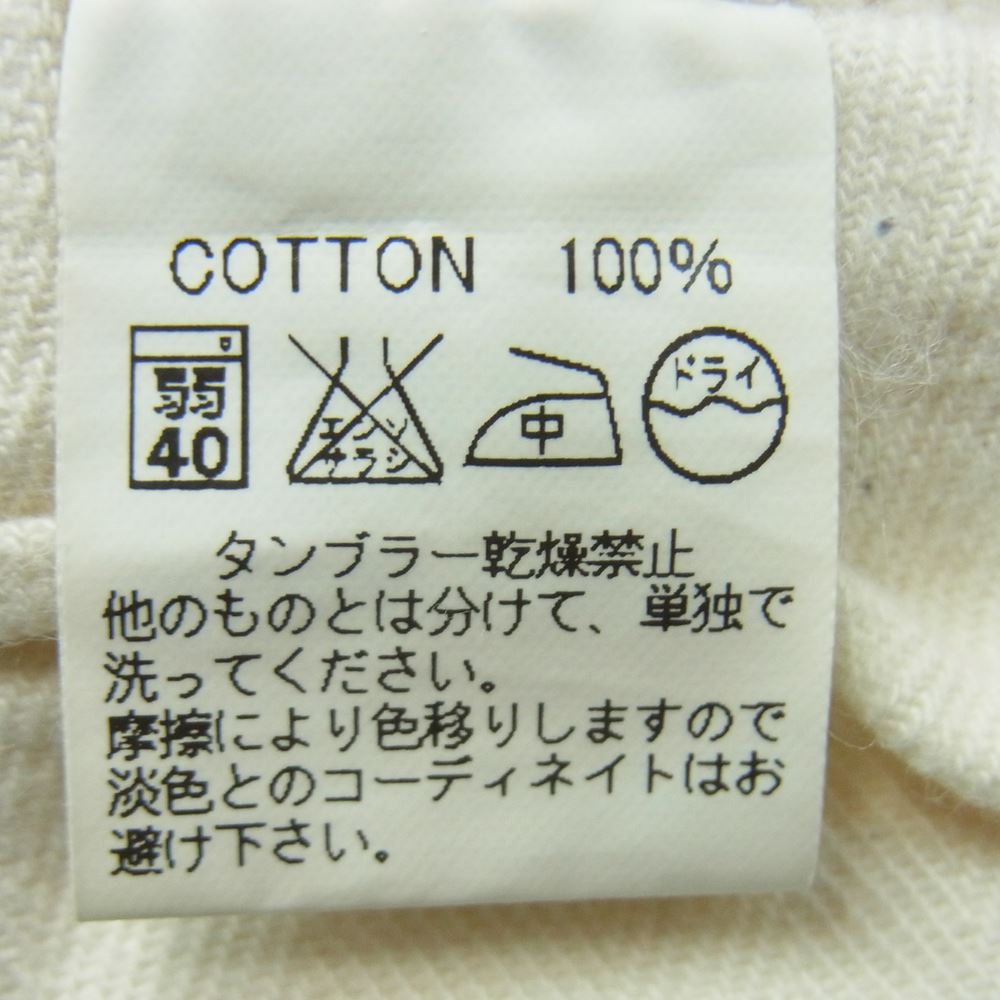 COTTON 100%
弱
40
エンソ
サラシ
中
ドライ
タンブラー乾燥禁止
他のものとは分けて、単独で
洗ってください。
摩擦により色移りしますので
淡色とのコーディネイトはお
避け下さい。